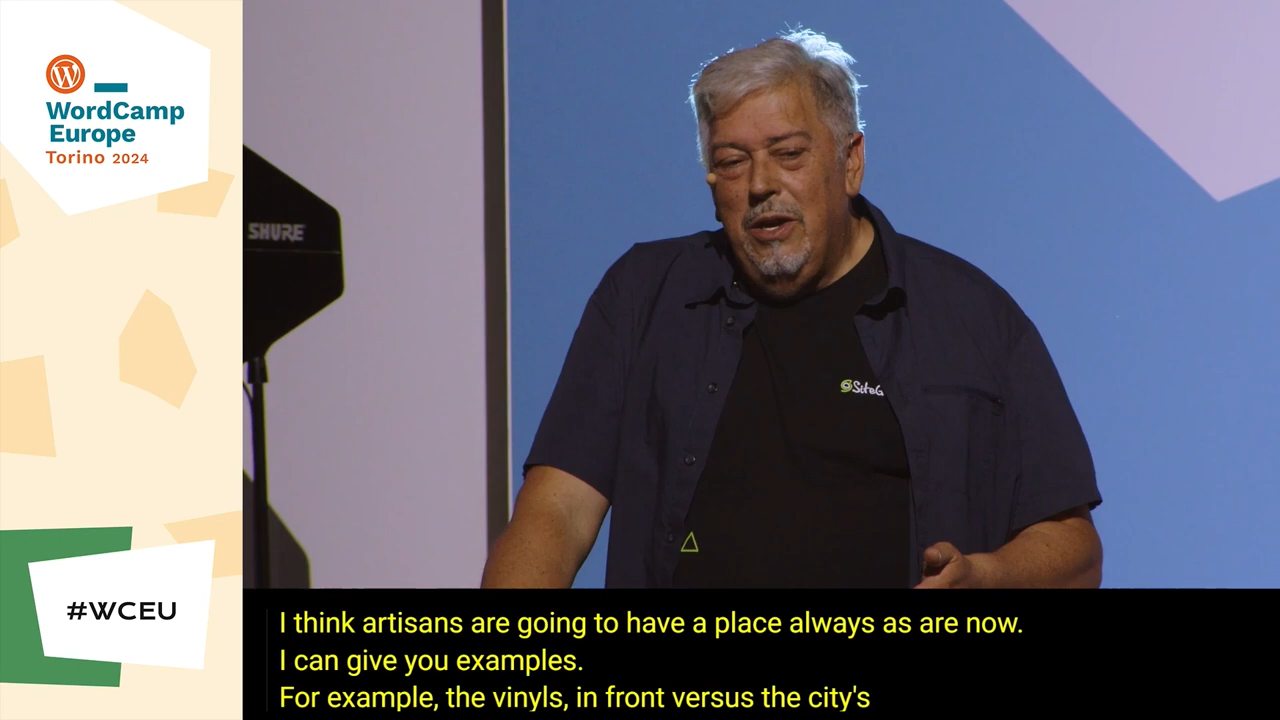 WordCamp
Europe
Torino 2024
SHURE
SiteG
#WCEU
I think artisans are going to have a place always as are now.
I can give you examples.
For example, the vinyls, in front versus the city's